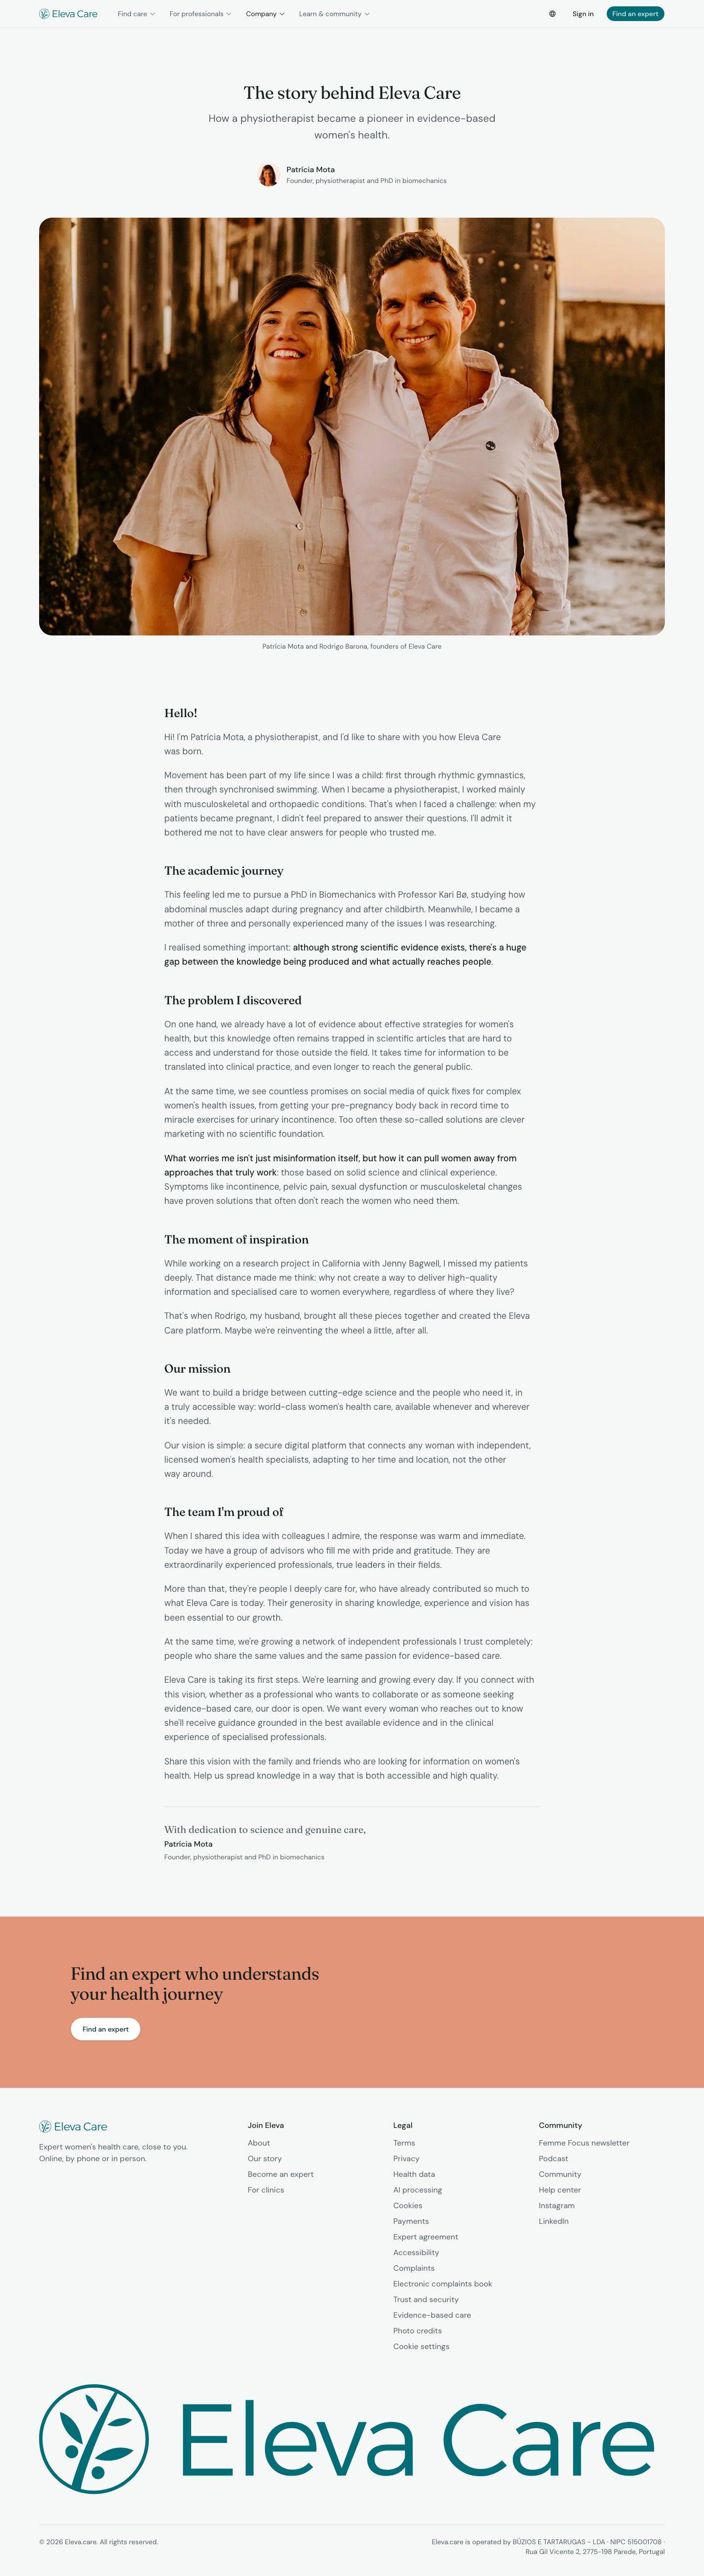 Eleva Care
Find care
For professionals
Company
Learn & community
Sign in
Find an expert
The story behind Eleva Care
How a physiotherapist became a pioneer in evidence-based
women's health.
Patrícia Mota
Founder, physiotherapist and PhD in biomechanics
Patrícia Mota and Rodrigo Barona, founders of Eleva Care
Hello!
Hi! I'm Patrícia Mota, a physiotherapist, and I'd like to share with you how Eleva Care
was born.
Movement has been part of my life since I was a child: first through rhythmic gymnastics,
then through synchronised swimming. When I became a physiotherapist, I worked mainly
with musculoskeletal and orthopaedic conditions. That's when I faced a challenge: when my
patients became pregnant, I didn't feel prepared to answer their questions. I'll admit it
bothered me not to have clear answers for people who trusted me.
The academic journey
This feeling led me to pursue a PhD in Biomechanics with Professor Kari Bø, studying how
abdominal muscles adapt during pregnancy and after childbirth. Meanwhile, I became a
mother of three and personally experienced many of the issues I was researching.
I realised something important: although strong scientific evidence exists, there's a huge
gap between the knowledge being produced and what actually reaches people.
The problem I discovered
On one hand, we already have a lot of evidence about effective strategies for women's
health, but this knowledge often remains trapped in scientific articles that are hard to
access and understand for those outside the field. It takes time for information to be
translated into clinical practice, and even longer to reach the general public.
At the same time, we see countless promises on social media of quick fixes for complex
women's health issues, from getting your pre-pregnancy body back in record time to
miracle exercises for urinary incontinence. Too often these so-called solutions are clever
marketing with no scientific foundation.
What worries me isn't just misinformation itself, but how it can pull women away from
approaches that truly work: those based on solid science and clinical experience.
Symptoms like incontinence, pelvic pain, sexual dysfunction or musculoskeletal changes
have proven solutions that often don't reach the women who need them.
The moment of inspiration
While working on a research project in California with Jenny Bagwell, I missed my patients
deeply. That distance made me think: why not create a way to deliver high-quality
information and specialised care to women everywhere, regardless of where they live?
That's when Rodrigo, my husband, brought all these pieces together and created the Eleva
Care platform. Maybe we're reinventing the wheel a little, after all.
Our mission
We want to build a bridge between cutting-edge science and the people who need it, in
a truly accessible way: world-class women's health care, available whenever and wherever
it's needed.
Our vision is simple: a secure digital platform that connects any woman with independent,
licensed women's health specialists, adapting to her time and location, not the other
way around.
The team I'm proud of
When I shared this idea with colleagues I admire, the response was warm and immediate.
Today we have a group of advisors who fill me with pride and gratitude. They are
extraordinarily experienced professionals, true leaders in their fields.
More than that, they're people I deeply care for, who have already contributed so much to
what Eleva Care is today. Their generosity in sharing knowledge, experience and vision has
been essential to our growth.
At the same time, we're growing a network of independent professionals I trust completely:
people who share the same values and the same passion for evidence-based care.
Eleva Care is taking its first steps. We're learning and growing every day. If you connect with
this vision, whether as a professional who wants to collaborate or as someone seeking
evidence-based care, our door is open. We want every woman who reaches out to know
she'll receive guidance grounded in the best available evidence and in the clinical
experience of specialised professionals.
Share this vision with the family and friends who are looking for information on women's
health. Help us spread knowledge in a way that is both accessible and high quality.
With dedication to science and genuine care,
Patrícia Mota
Founder, physiotherapist and PhD in biomechanics
Find an expert who understands
your health journey
Find an expert
Eleva Care
Expert women's health care, close to you.
Online, by phone or in person.
Join Eleva
About
Our story
Become an expert
For clinics
Legal
Terms
Privacy
Health data
AI processing
Cookies
Payments
Expert agreement
Accessibility
Complaints
Electronic complaints book
Trust and security
Evidence-based care
Photo credits
Cookie settings
Community
Femme Focus newsletter
Podcast
Community
Help center
Instagram
LinkedIn
Eleva Care
© 2026 Eleva.care. All rights reserved.
Eleva.care is operated by BÚZIOS E TARTARUGAS - LDA · NIPC 515001708 ·
Rua Gil Vicente 2, 2775-198 Parede, Portugal